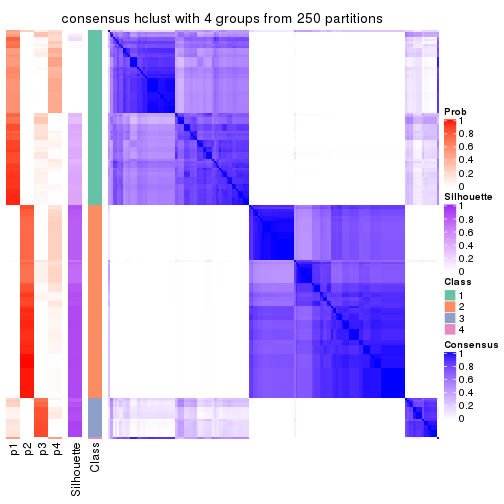 consensus hclust with 4 groups from 250 partitions
Prob
1
0.8
0.6
0.4
0.2
0
Silhouette
1
0.8
0.6
0.4
0.2
0
Class
1
2
3
4
Consensus
1
0.8
0.6
0.4
0.2
0
p1
p2
p3
p4
Silhouette
Class